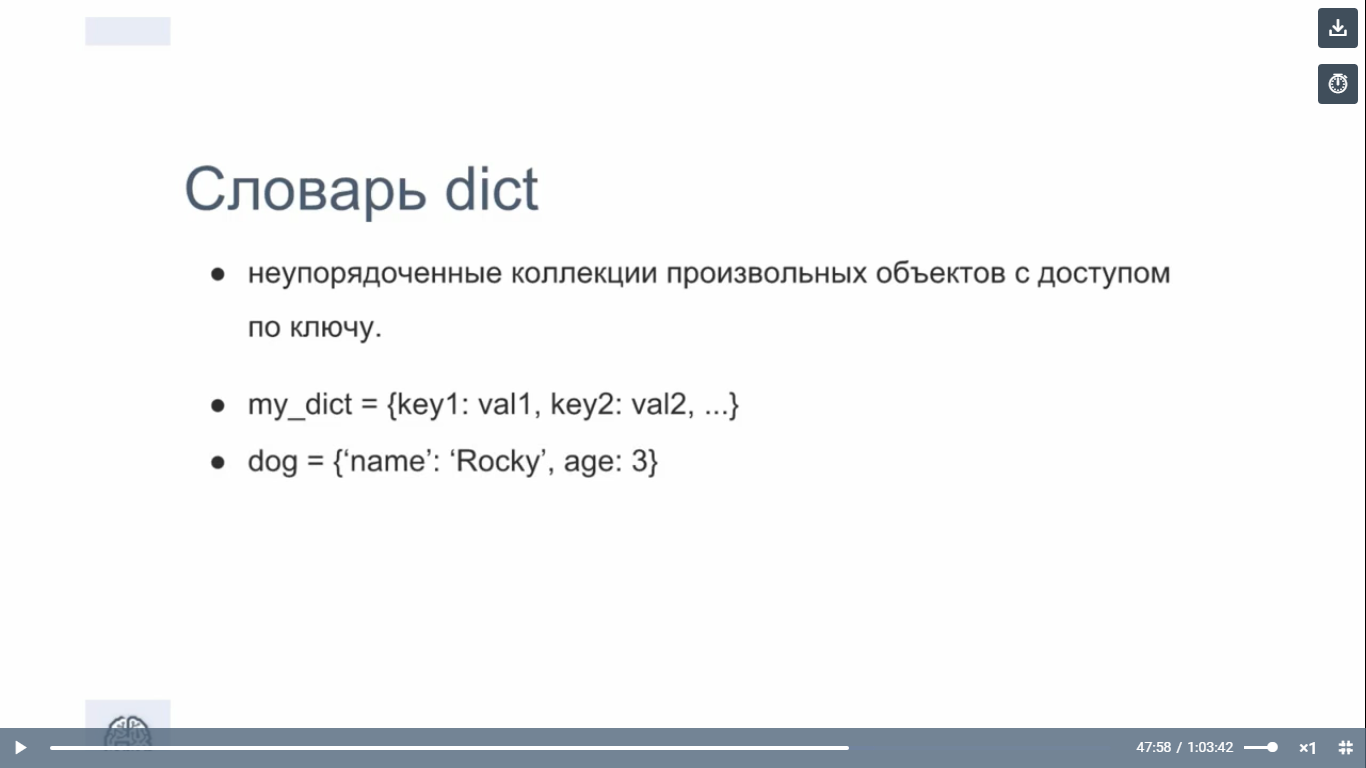 Словарь dict
● неупорядоченные коллекции произвольных объектов с доступом
по ключу.
● my_dict = {key1: val1, key2: val2, ...}
● dog = {‘name’: ‘Rocky’, age: 3}
47:58 / 1:03:42 ×1